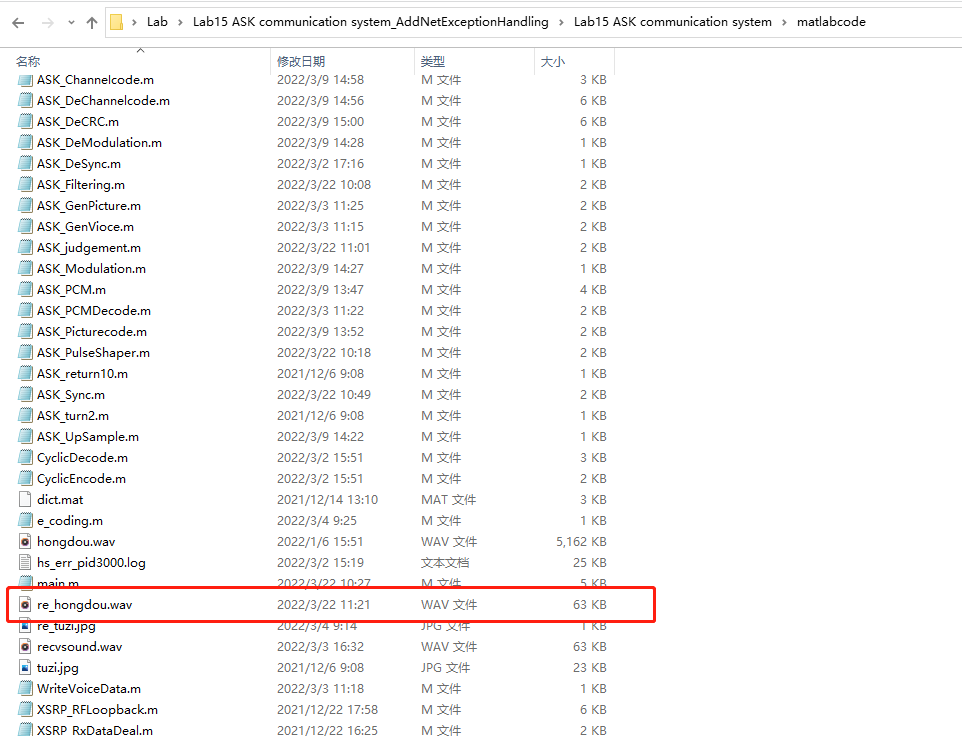 Lab > Lab15 ASK communication system_AddNetExceptionHandling > Lab15 ASK communication system > matlabcode
名称 修改日期 类型 大小
ASK_Channelcode.m 2022/3/9 14:58 M 文件 3 KB
ASK_DeChannelcode.m 2022/3/9 14:56 M 文件 6 KB
ASK_DeCRC.m 2022/3/9 15:00 M 文件 6 KB
ASK_DeModulation.m 2022/3/9 14:28 M 文件 1 KB
ASK_DeSync.m 2022/3/2 17:16 M 文件 1 KB
ASK_Filtering.m 2022/3/22 10:08 M 文件 2 KB
ASK_GenPicture.m 2022/3/3 11:25 M 文件 2 KB
ASK_GenVioce.m 2022/3/3 11:15 M 文件 2 KB
ASK_judgement.m 2022/3/22 11:01 M 文件 2 KB
ASK_Modulation.m 2022/3/9 14:27 M 文件 1 KB
ASK_PCM.m 2022/3/9 13:47 M 文件 4 KB
ASK_PCMDecode.m 2022/3/3 11:22 M 文件 2 KB
ASK_Picturecode.m 2022/3/9 13:52 M 文件 2 KB
ASK_PulseShaper.m 2022/3/22 10:18 M 文件 2 KB
ASK_return10.m 2021/12/6 9:08 M 文件 1 KB
ASK_Sync.m 2022/3/22 10:49 M 文件 2 KB
ASK_turn2.m 2021/12/6 9:08 M 文件 1 KB
ASK_UpSample.m 2022/3/9 14:22 M 文件 1 KB
CyclicDecode.m 2022/3/2 15:51 M 文件 3 KB
CyclicEncode.m 2022/3/2 15:51 M 文件 2 KB
dict.mat 2021/12/14 13:10 MAT 文件 3 KB
e_coding.m 2022/3/4 9:25 M 文件 1 KB
hongdou.wav 2022/1/6 15:51 WAV 文件 5,162 KB
hs_err_pid3000.log 2022/3/2 15:19 文本文档 25 KB
main.m 2022/3/22 10:27 M 文件 5 KB
re_hongdou.wav 2022/3/22 11:21 WAV 文件 63 KB
re_tuzi.jpg 2022/3/4 9:14 JPG 文件 1 KB
recvsound.wav 2022/3/3 16:32 WAV 文件 63 KB
tuzi.jpg 2021/12/6 9:08 JPG 文件 23 KB
WriteVoiceData.m 2022/3/3 11:18 M 文件 1 KB
XSRP_RFLoopback.m 2021/12/22 17:58 M 文件 6 KB
XSRP_RxDataDeal.m 2021/12/22 16:25 M 文件 2 KB